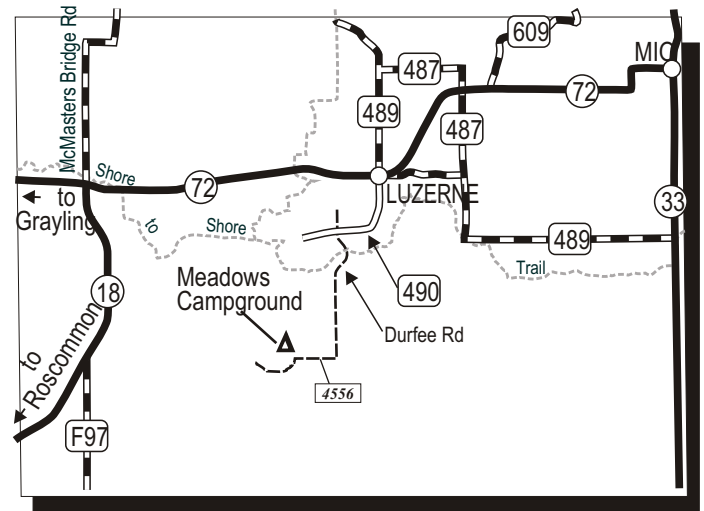 McMasters Bridge Rd
609
MIO
487
72
489
487
Shore
72
LUZERNE
33
to
Grayling
to
Shore
489
Trail
Meadows
Campground
490
18
Durfee Rd
to
Roscommon
4556
F97